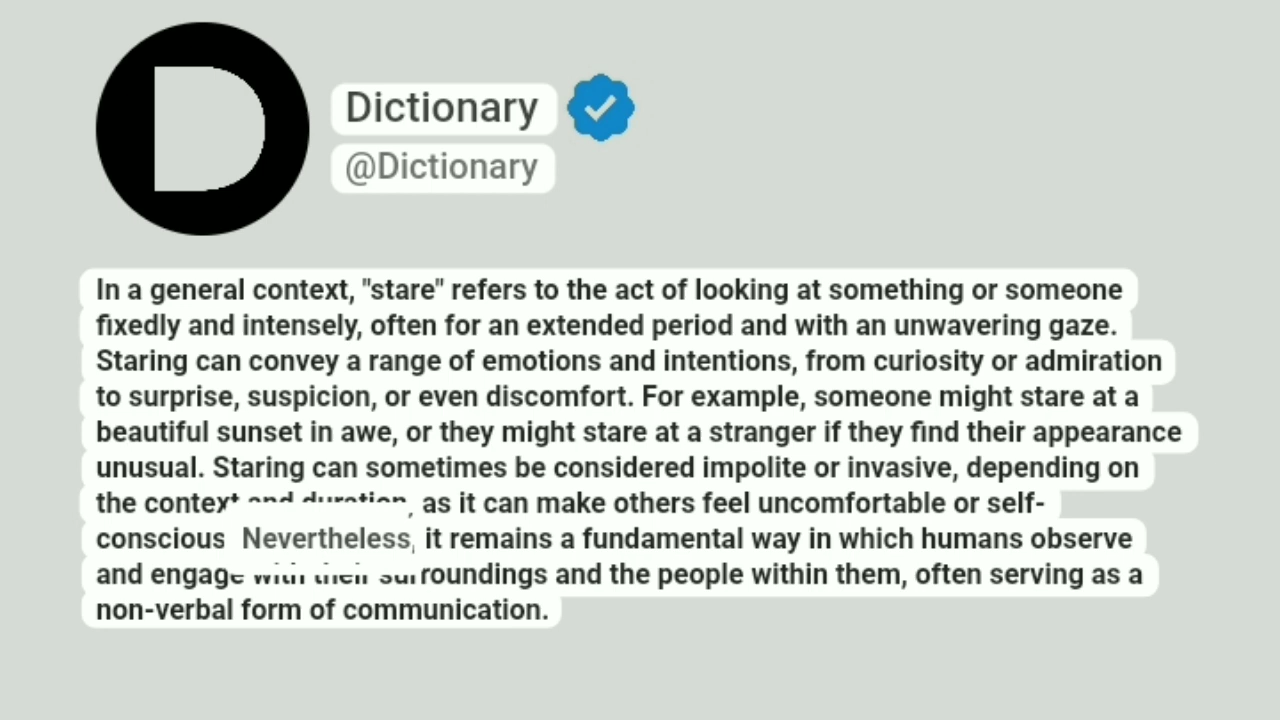 D
Dictionary
@Dictionary
In a general context, "stare" refers to the act of looking at something or someone
fixedly and intensely, often for an extended period and with an unwavering gaze.
Staring can convey a range of emotions and intentions, from curiosity or admiration
to surprise, suspicion, or even discomfort. For example, someone might stare at a
beautiful sunset in awe, or they might stare at a stranger if they find their appearance
unusual. Staring can sometimes be considered impolite or invasive, depending on
the context and duration, as it can make others feel uncomfortable or self-
conscious Nevertheless, it remains a fundamental way in which humans observe
and engage with their surroundings and the people within them, often serving as a
non-verbal form of communication.